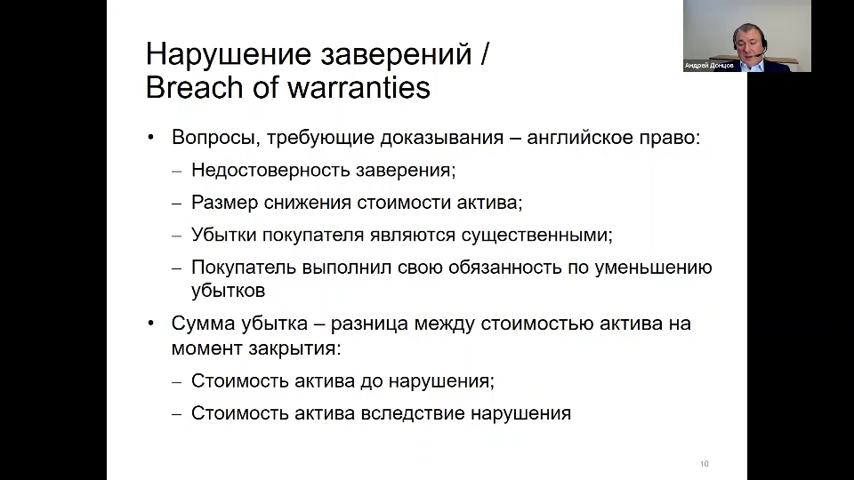 Нарушение заверений /
Breach of warranties
Андрей Донцов
• Вопросы, требующие доказывания – английское право:
– Недостоверность заверения;
– Размер снижения стоимости актива;
– Убытки покупателя являются существенными;
– Покупатель выполнил свою обязанность по уменьшению
убытков
• Сумма убытка – разница между стоимостью актива на
момент закрытия:
– Стоимость актива до нарушения;
– Стоимость актива вследствие нарушения
10